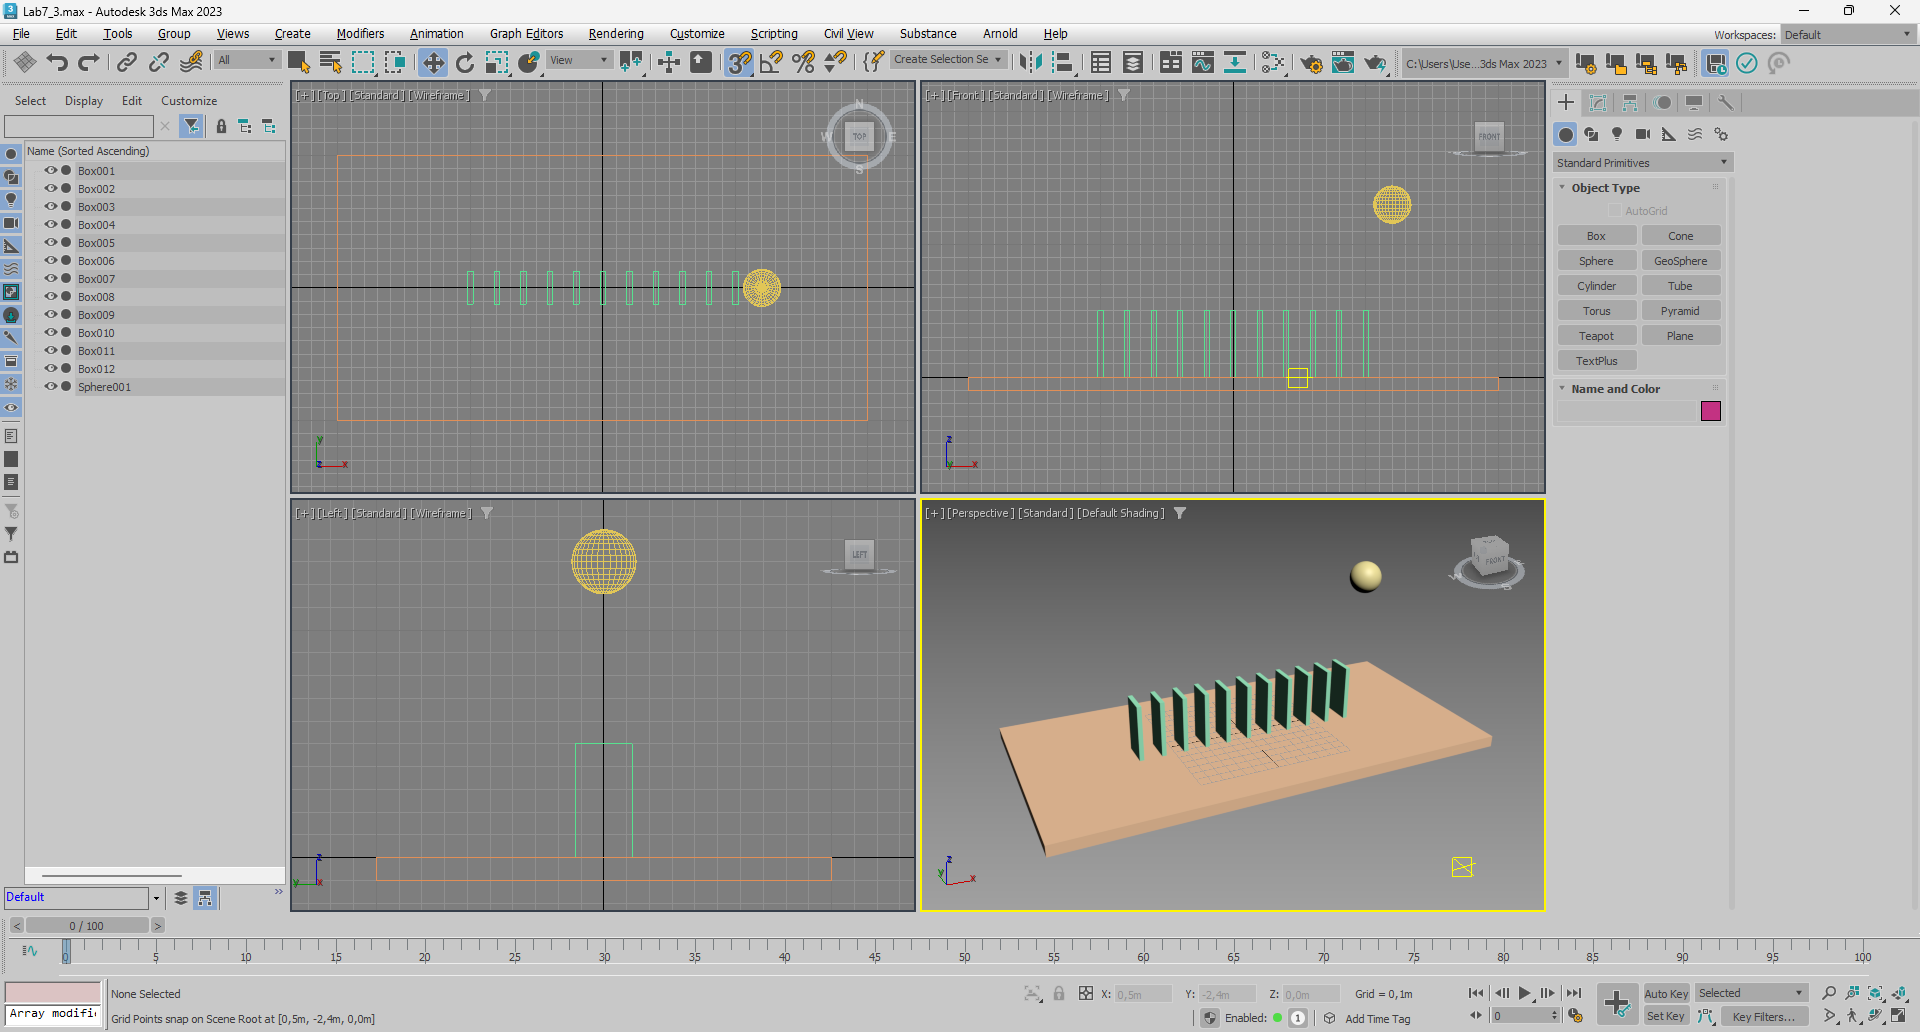 Lab7_3.max - Autodesk 3ds Max 2023
File Edit Tools Group Views Create Modifiers Animation Graph Editors Rendering Customize Scripting Civil View Substance Arnold Help
Workspaces: Default
All View Create Selection Se C:\Users\Use...3ds Max 2023
Select Display Edit Customize
Name (Sorted Ascending)
Box001
Box002
Box003
Box004
Box005
Box006
Box007
Box008
Box009
Box010
Box011
Box012
Sphere001
Default
[+] [Top] [Standard] [Wireframe]
N
W TOP E
S
y
z x
[+] [Front] [Standard] [Wireframe]
FRONT
z
y x
[+] [Left] [Standard] [Wireframe]
LEFT
z
y x
[+] [Perspective] [Standard] [Default Shading]
FRONT
W
z
y x
Standard Primitives
Object Type
AutoGrid
Box Cone
Sphere GeoSphere
Cylinder Tube
Torus Pyramid
Teapot Plane
TextPlus
Name and Color
< 0 / 100 >
0 5 10 15 20 25 30 35 40 45 50 55 60 65 70 75 80 85 90 95 100
None Selected
X: 0,5m Y: -2,4m Z: 0,0m Grid = 0,1m
Auto Key Selected
Array modifi
Grid Points snap on Scene Root at [0,5m, -2,4m, 0,0m]
Enabled: 1 Add Time Tag
0
Set Key Key Filters...